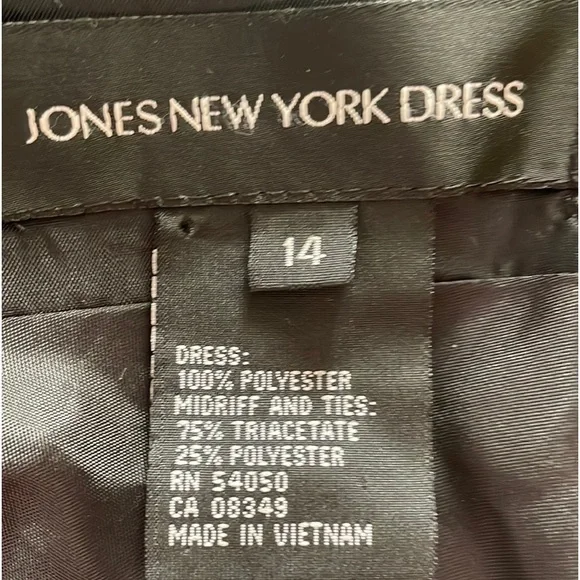 JONES NEW YORK DRESS
14
DRESS:
100% POLYESTER
MIDRIFF AND TIES:
75% TRIACETATE
25% POLYESTER
RN 54050
CA 08349
MADE IN VIETNAM